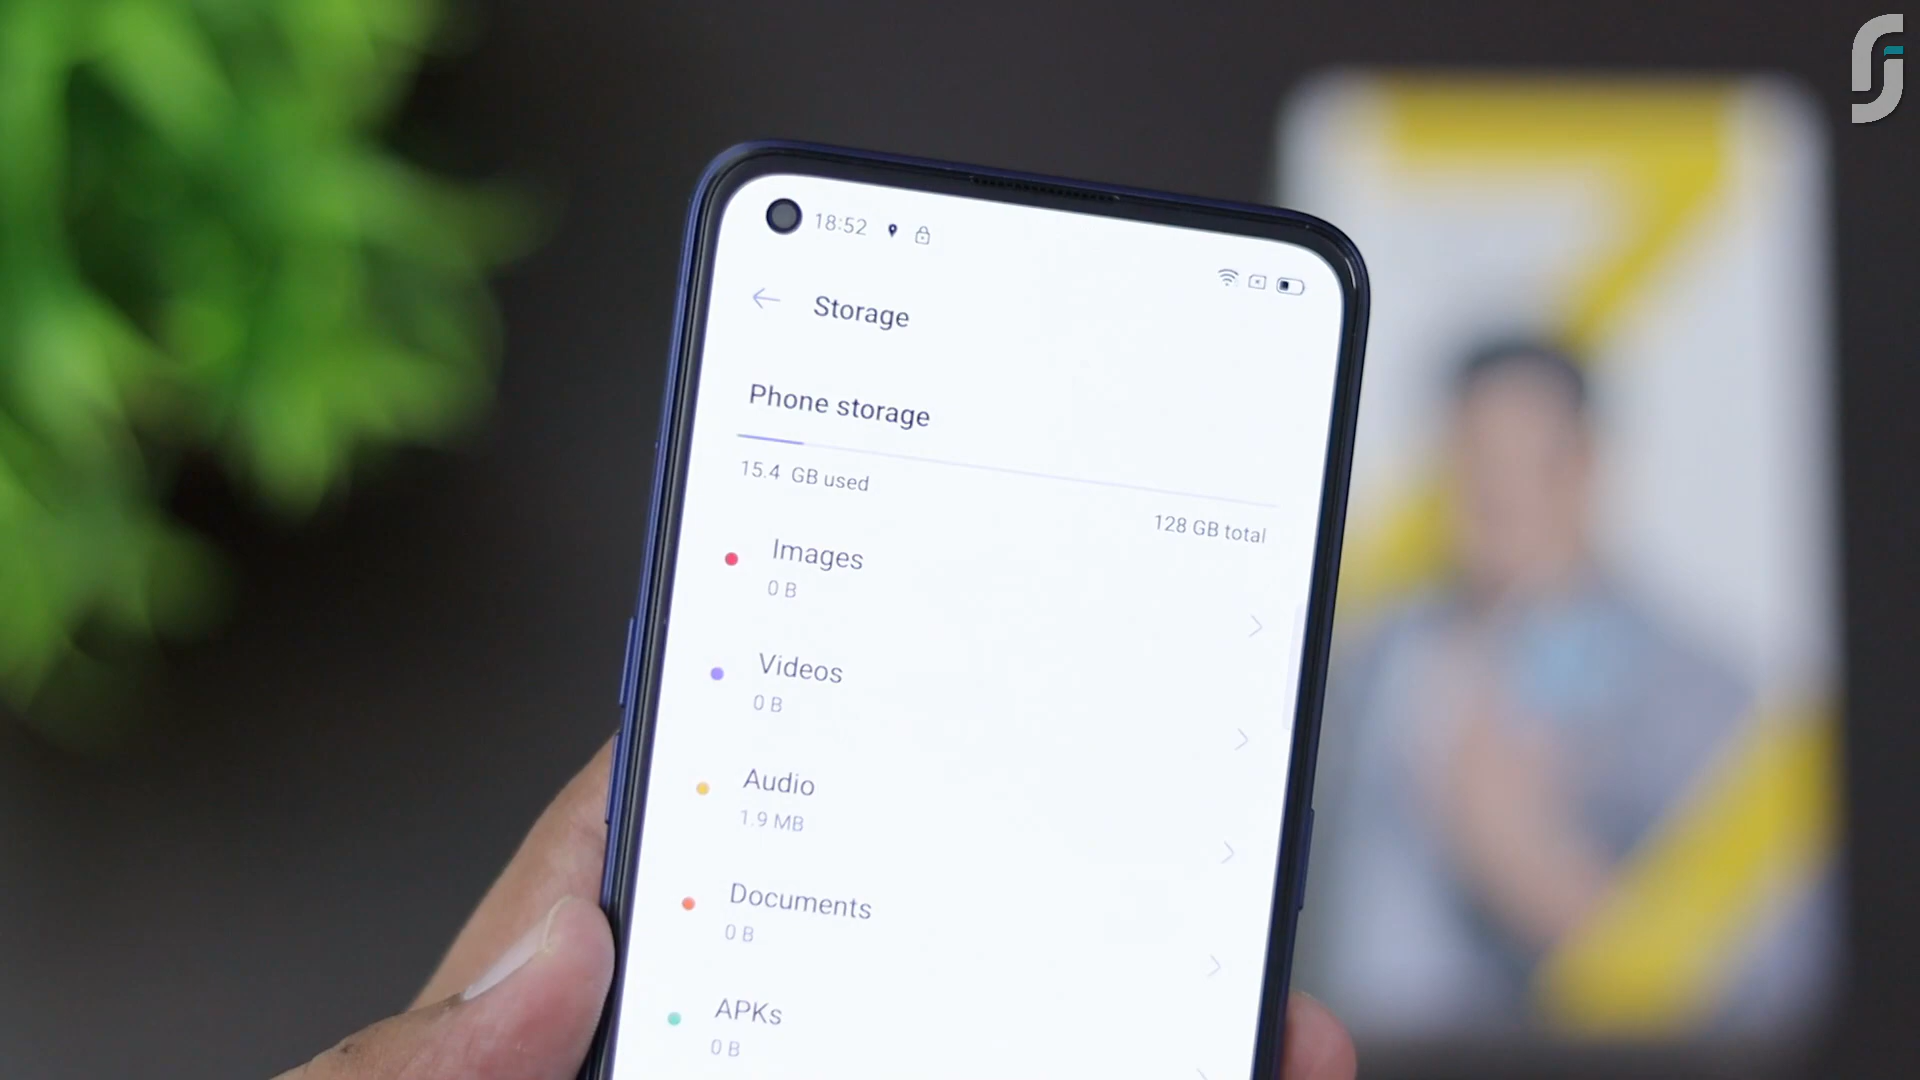 18:52
Storage
Phone storage
15.4 GB used
128 GB total
Images
0 B
Videos
0 B
Audio
1.9 MB
Documents
0 B
APKs
0 B